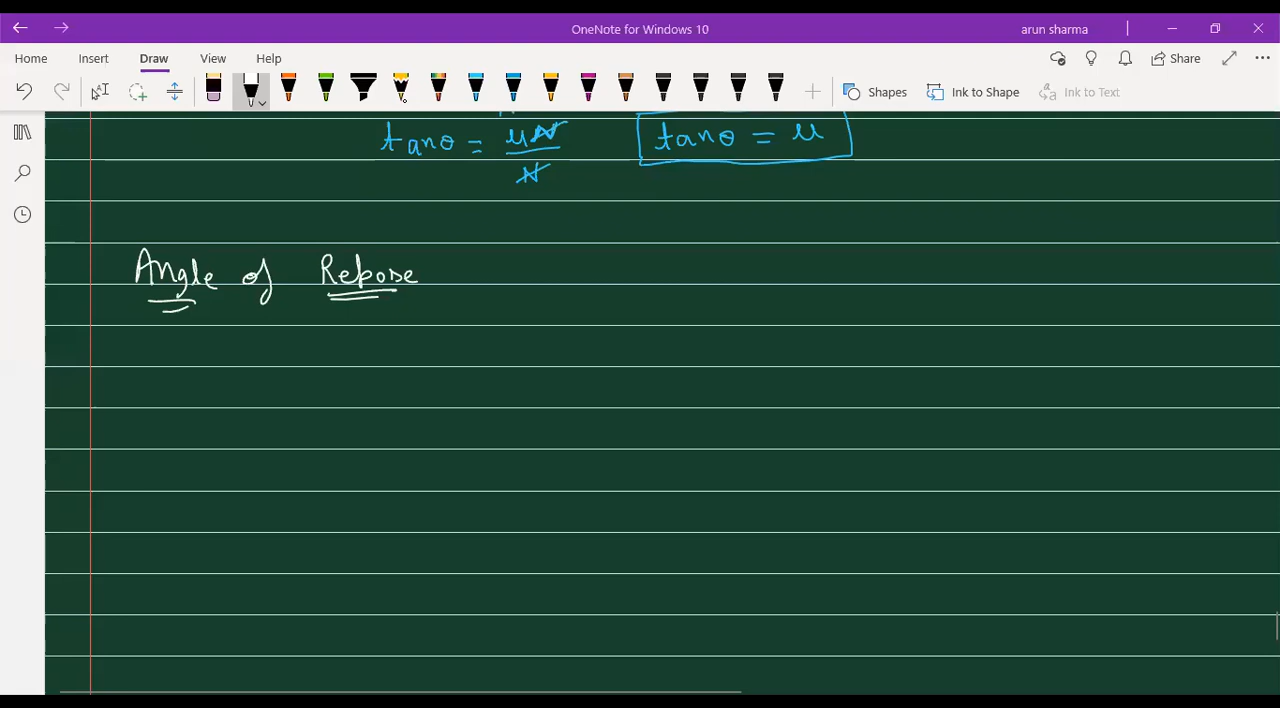 OneNote for Windows 10
arun sharma
Home Insert Draw View Help
Share
Shapes Ink to Shape Ink to Text
tanθ = μN / N tanθ = μ
Angle of Repose